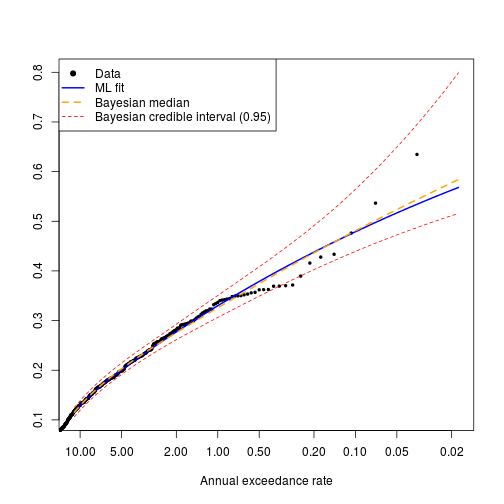 Data
ML fit
Bayesian median
Bayesian credible interval (0.95)
0.8
0.7
0.6
0.5
0.4
0.3
0.2
0.1
10.00 5.00 2.00 1.00 0.50 0.20 0.10 0.05 0.02
Annual exceedance rate